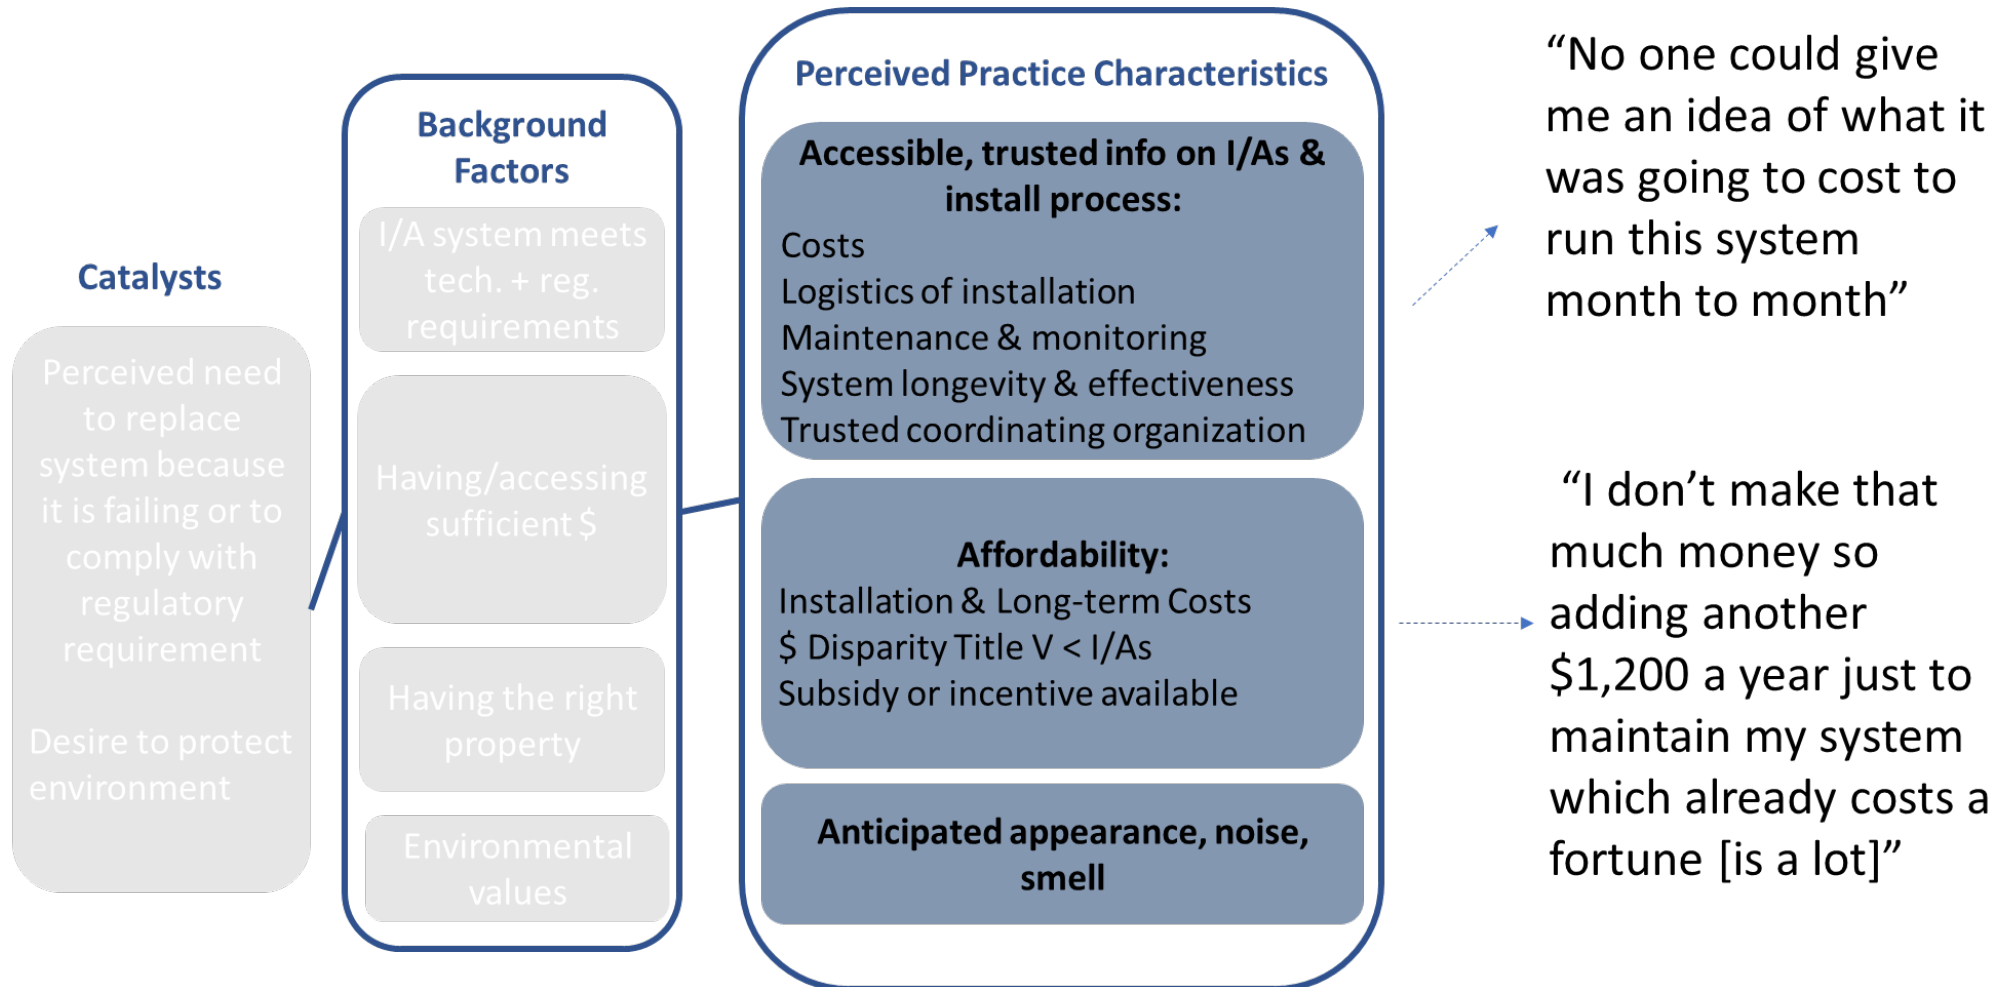 Catalysts
Perceived need
to replace
system because
it is failing or to
comply with
regulatory
requirement
Desire to protect
environment
Background
Factors
I/A system meets
tech. + reg.
requirements
Having/accessing
sufficient $
Having the right
property
Environmental
values
Perceived Practice Characteristics
Accessible, trusted info on I/As &
install process:
Costs
Logistics of installation
Maintenance & monitoring
System longevity & effectiveness
Trusted coordinating organization
Affordability:
Installation & Long-term Costs
$ Disparity Title V < I/As
Subsidy or incentive available
Anticipated appearance, noise,
smell
“No one could give
me an idea of what it
was going to cost to
run this system
month to month”
“I don’t make that
much money so
adding another
$1,200 a year just to
maintain my system
which already costs a
fortune [is a lot]”